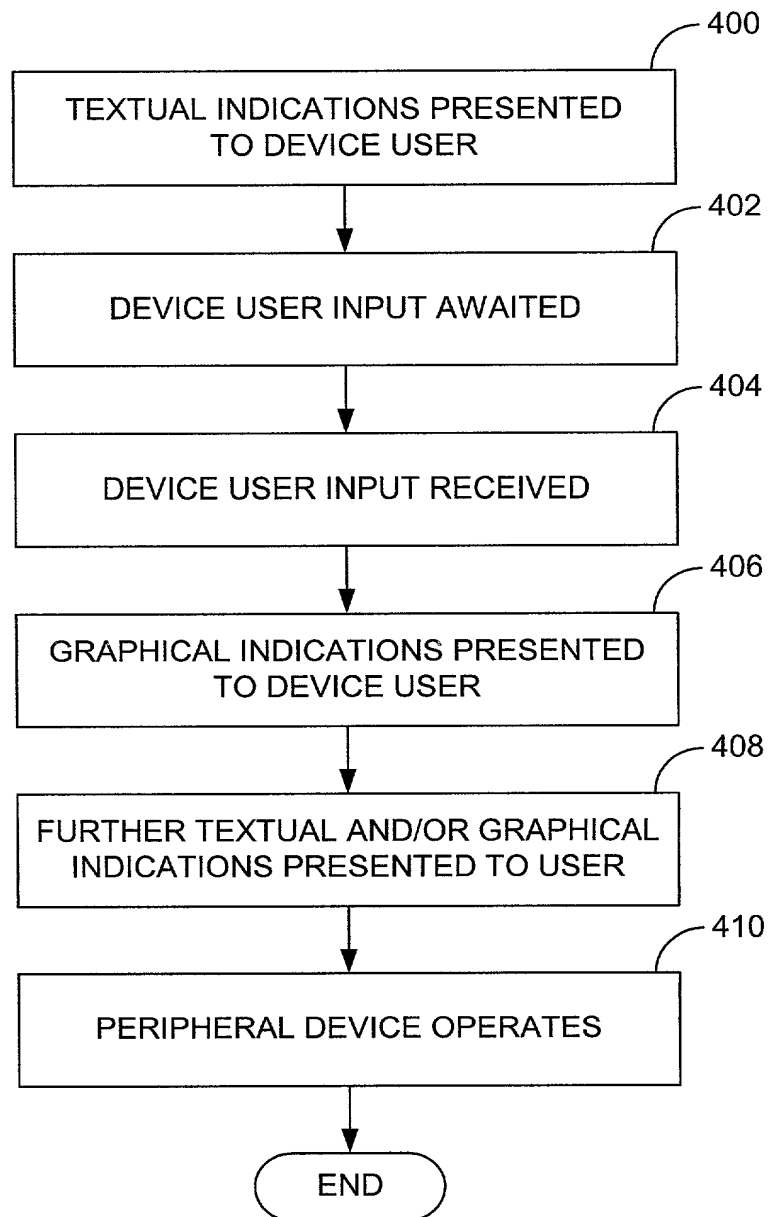 400
TEXTUAL INDICATIONS PRESENTED
TO DEVICE USER
402
DEVICE USER INPUT AWAITED
404
DEVICE USER INPUT RECEIVED
406
GRAPHICAL INDICATIONS PRESENTED
TO DEVICE USER
408
FURTHER TEXTUAL AND/OR GRAPHICAL
INDICATIONS PRESENTED TO USER
410
PERIPHERAL DEVICE OPERATES
END